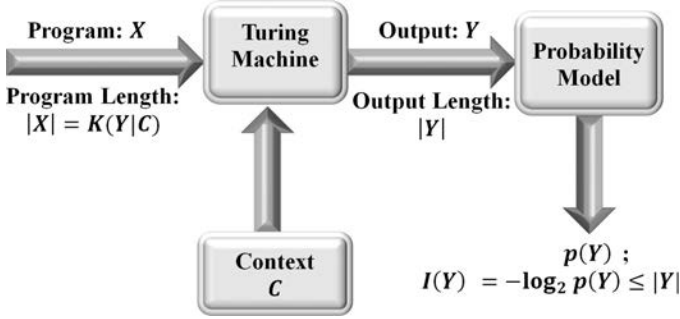 Program: X
Program Length:
|X| = K(Y|C)
Turing
Machine
Output: Y
Output Length:
|Y|
Probability
Model
Context
C
p(Y) ;
I(Y) = −log₂ p(Y) ≤ |Y|